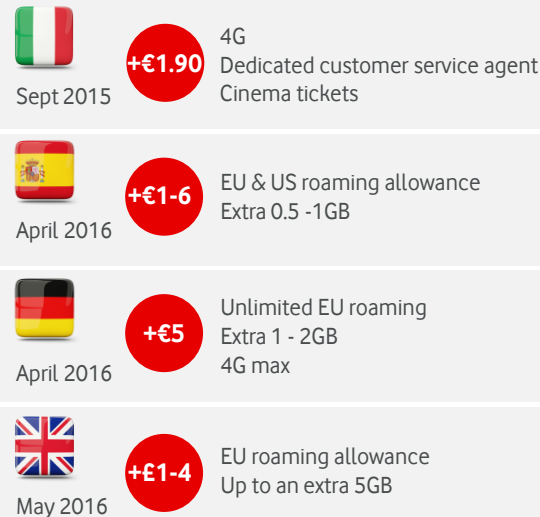 Sept 2015
+€1.90
4G
Dedicated customer service agent
Cinema tickets
April 2016
+€1-6
EU & US roaming allowance
Extra 0.5 -1GB
April 2016
+€5
Unlimited EU roaming
Extra 1 - 2GB
4G max
May 2016
+£1-4
EU roaming allowance
Up to an extra 5GB